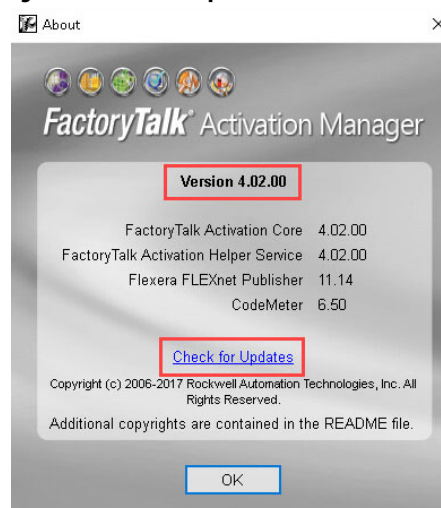 About
FactoryTalk® Activation Manager
Version 4.02.00
FactoryTalk Activation Core 4.02.00
FactoryTalk Activation Helper Service 4.02.00
Flexera FLEXnet Publisher 11.14
CodeMeter 6.50
Check for Updates
Copyright (c) 2006-2017 Rockwell Automation Technologies, Inc. All
Rights Reserved.
Additional copyrights are contained in the README file.
OK